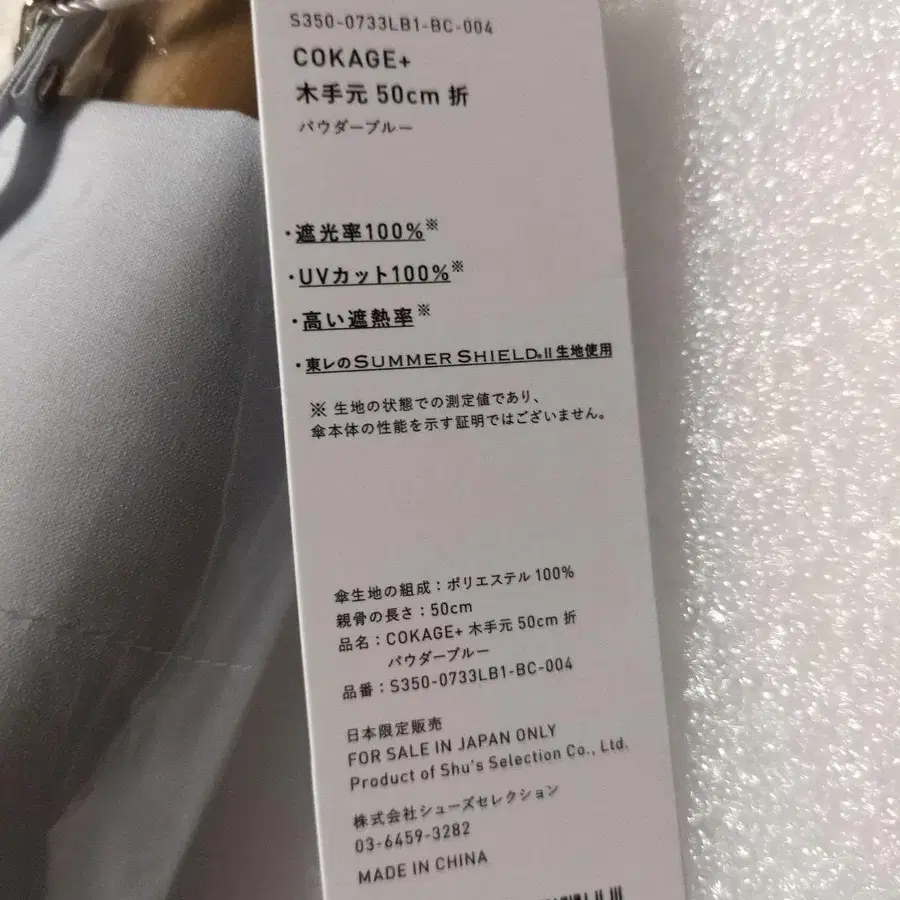 S350-0733LB1-BC-004
COKAGE+
木手元 50cm 折
パウダーブルー
・遮光率100%※
・UVカット100%※
・高い遮熱率※
・東レのSUMMER SHIELD®II生地使用
※ 生地の状態での測定値であり、
傘本体の性能を示す証明ではございません。
傘生地の組成:ポリエステル 100%
親骨の長さ:50cm
品名:COKAGE+ 木手元 50cm 折
パウダーブルー
品番:S350-0733LB1-BC-004
日本限定販売
FOR SALE IN JAPAN ONLY
Product of Shu's Selection Co., Ltd.
株式会社シューズセレクション
03-6459-3282
MADE IN CHINA